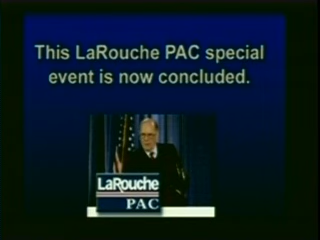 This LaRouche PAC special
event is now concluded.
LaRouche
PAC